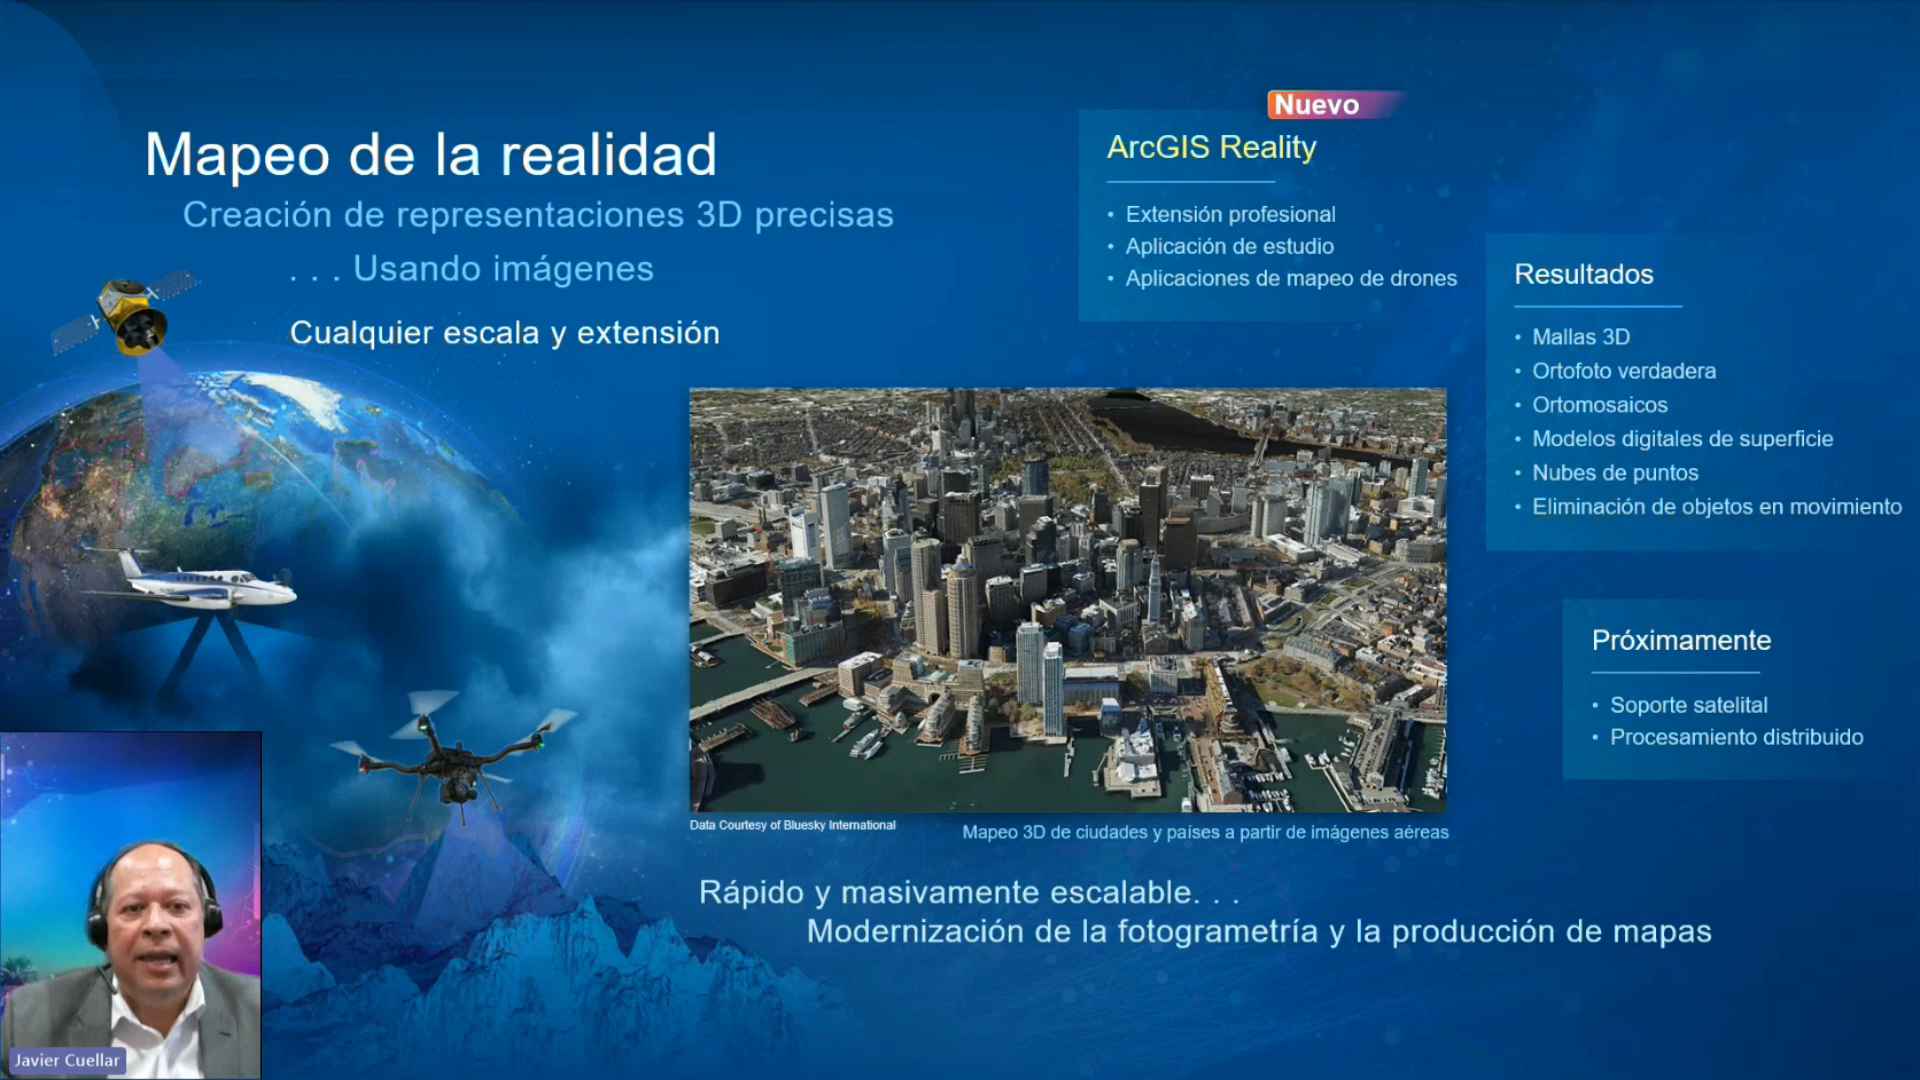 Mapeo de la realidad
Creación de representaciones 3D precisas
. . . Usando imágenes
Cualquier escala y extensión
Nuevo
ArcGIS Reality
• Extensión profesional
• Aplicación de estudio
• Aplicaciones de mapeo de drones
Resultados
• Mallas 3D
• Ortofoto verdadera
• Ortomosaicos
• Modelos digitales de superficie
• Nubes de puntos
• Eliminación de objetos en movimiento
Próximamente
• Soporte satelital
• Procesamiento distribuido
Data Courtesy of Bluesky International
Mapeo 3D de ciudades y países a partir de imágenes aéreas
Rápido y masivamente escalable. . .
Modernización de la fotogrametría y la producción de mapas
Javier Cuellar